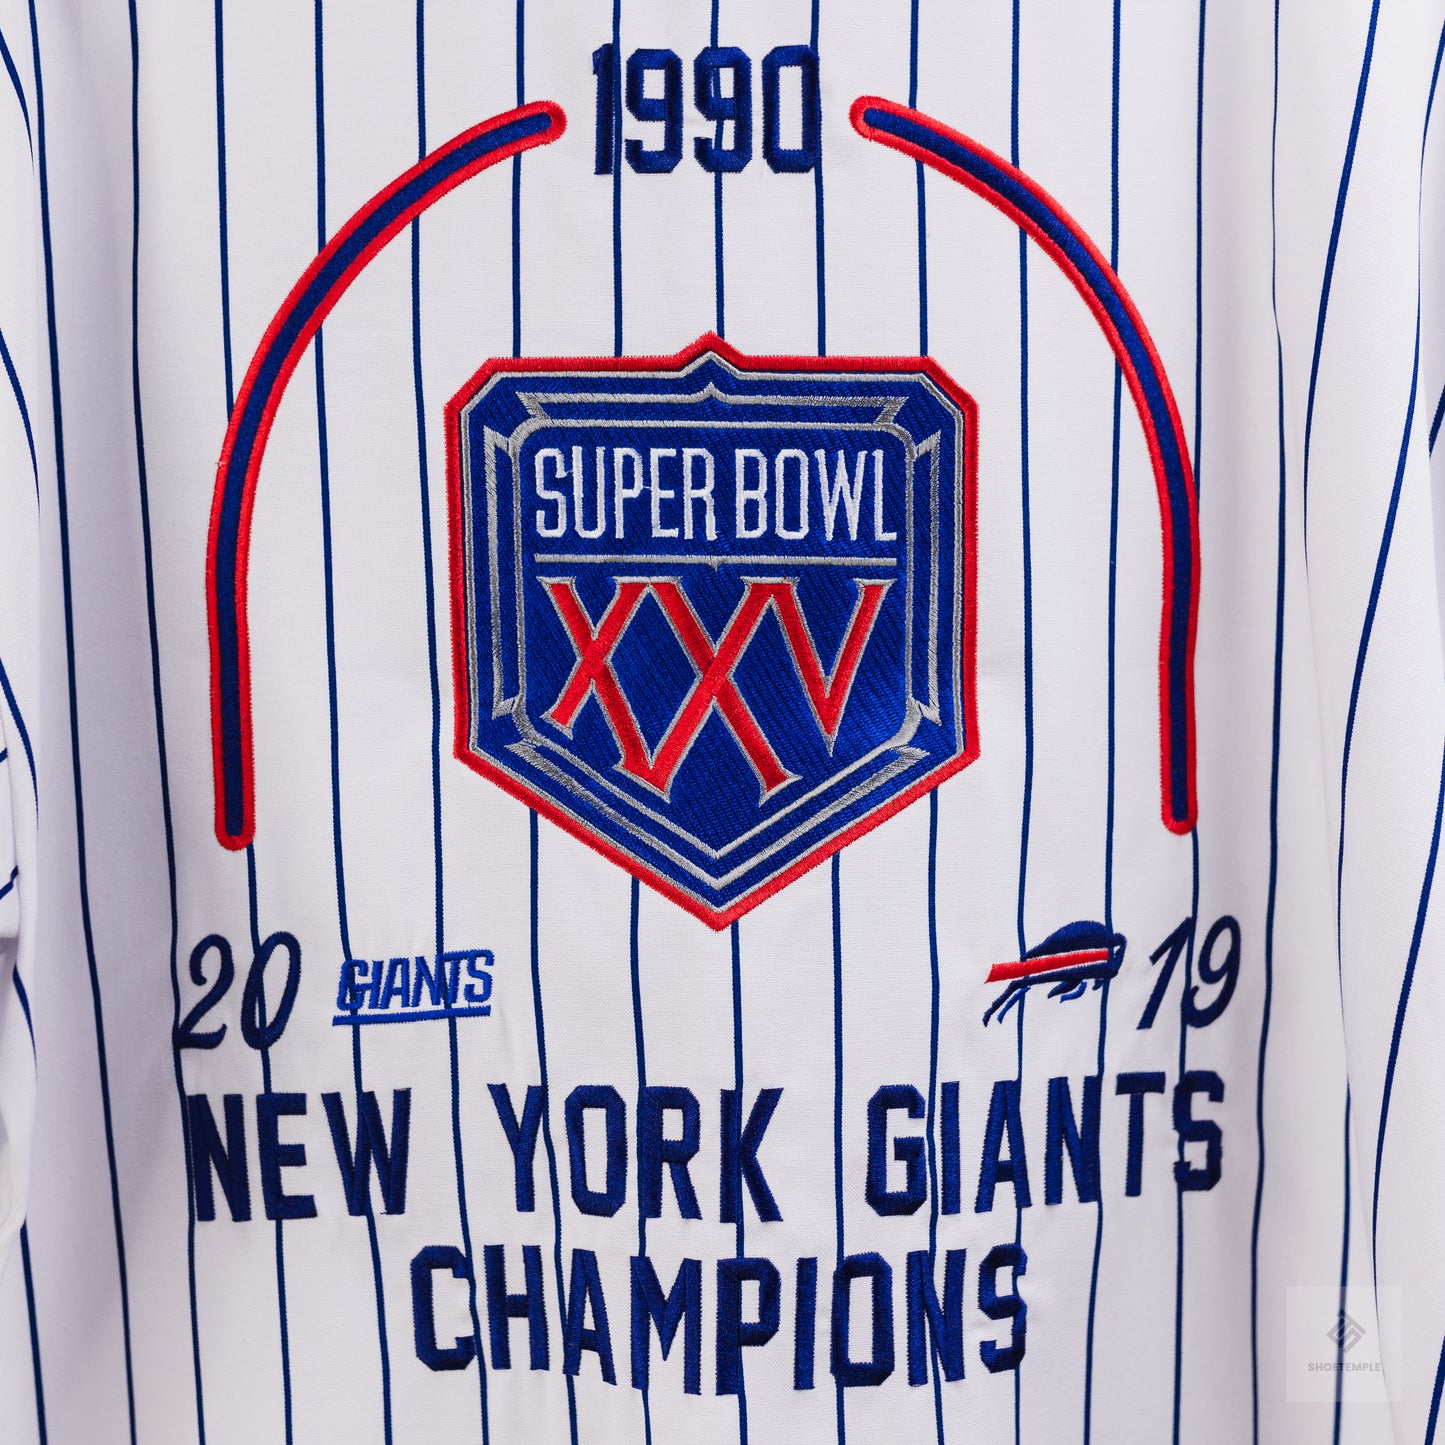 1990
SUPER BOWL
XXV
20 GIANTS 19
NEW YORK GIANTS
CHAMPIONS
SHOETEMPLE